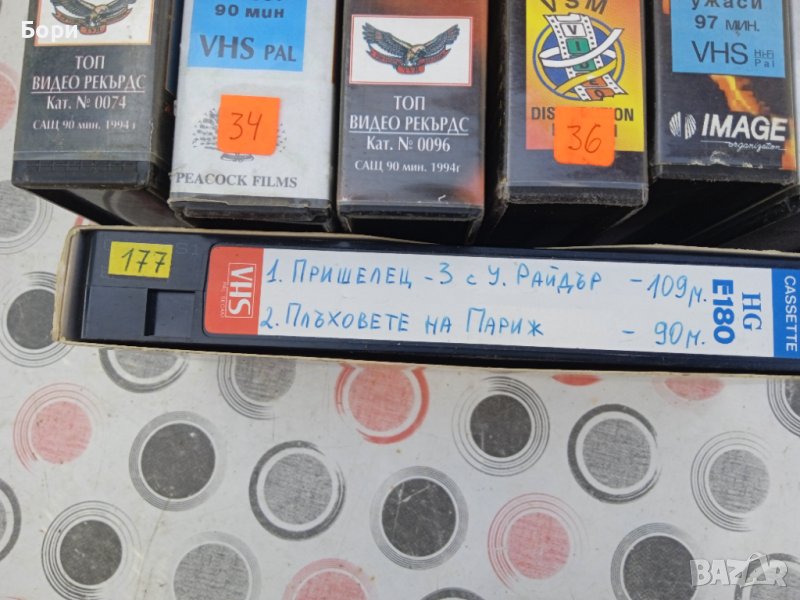 Бори
ТОП
ВИДЕО РЕКЪРДС
Кат. № 0074
САЩ 90 мин. 1994г
90 мин
VHS PAL
34
PEACOCK FILMS
ТОП
ВИДЕО РЕКЪРДС
Кат. № 0096
САЩ 90 мин. 1994г
VSM
VIDEO
36
ужаси
97 МИН.
VHS Hi-Fi Pal
IMAGE
organization
177
VHS
1. ПРИШЕЛЕЦ - 3 с У. РАЙДЪР - 109м.
2. ПЛЪХОВЕТЕ НА ПАРИЖ - 90м.
HG
E180
CASSETTE
BAZAR